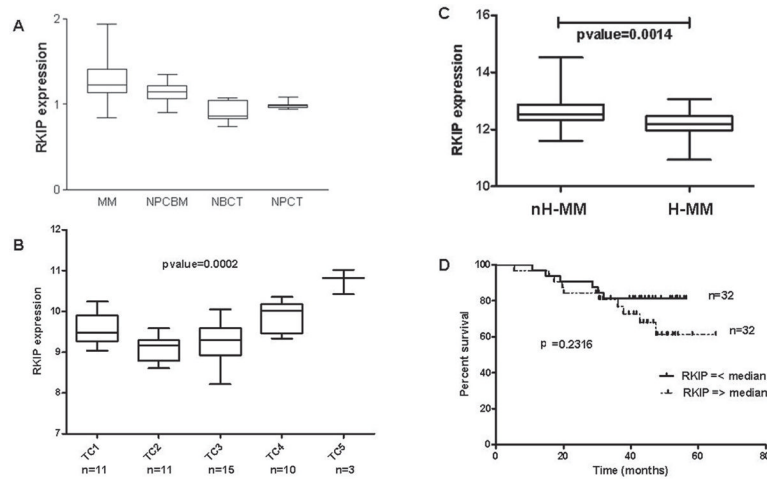 A
RKIP expression
2
1
0
MM NPCBM NBCT NPCT
B
RKIP expression
pvalue=0.0002
11
10
9
8
7
TC1 TC2 TC3 TC4 TC5
n=11 n=11 n=15 n=10 n=3
C
RKIP expression
pvalue=0.0014
16
14
12
10
nH-MM H-MM
D
Percent survival
100
80
60
40
20
0
n=32
n=32
p =0.2316
RKIP =< median
RKIP => median
0 20 40 60 80
Time (months)